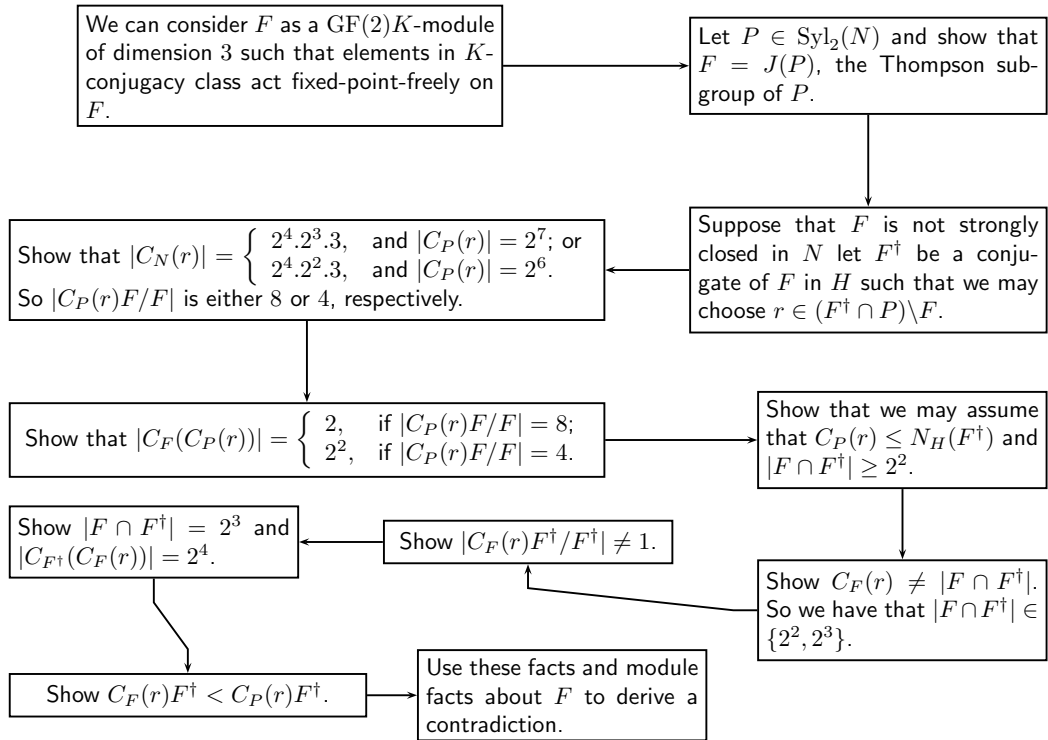 We can consider F as a GF(2)K-module
of dimension 3 such that elements in K-
conjugacy class act fixed-point-freely on
F.
Let P ∈ Syl₂(N) and show that
F = J(P), the Thompson sub-
group of P.
Suppose that F is not strongly
closed in N let F† be a conju-
gate of F in H such that we may
choose r ∈ (F† ∩ P)\F.
Show that |C_N(r)| = { 2⁴.2³.3, and |C_P(r)| = 2⁷; or
2⁴.2².3, and |C_P(r)| = 2⁶.
So |C_P(r)F/F| is either 8 or 4, respectively.
Show that |C_F(C_P(r))| = { 2, if |C_P(r)F/F| = 8;
2², if |C_P(r)F/F| = 4.
Show that we may assume
that C_P(r) ≤ N_H(F†) and
|F ∩ F†| ≥ 2².
Show C_F(r) ≠ |F ∩ F†|.
So we have that |F∩F†| ∈
{2², 2³}.
Show |C_F(r)F†/F†| ≠ 1.
Show |F ∩ F†| = 2³ and
|C_F†(C_F(r))| = 2⁴.
Show C_F(r)F† < C_P(r)F†.
Use these facts and module
facts about F to derive a
contradiction.